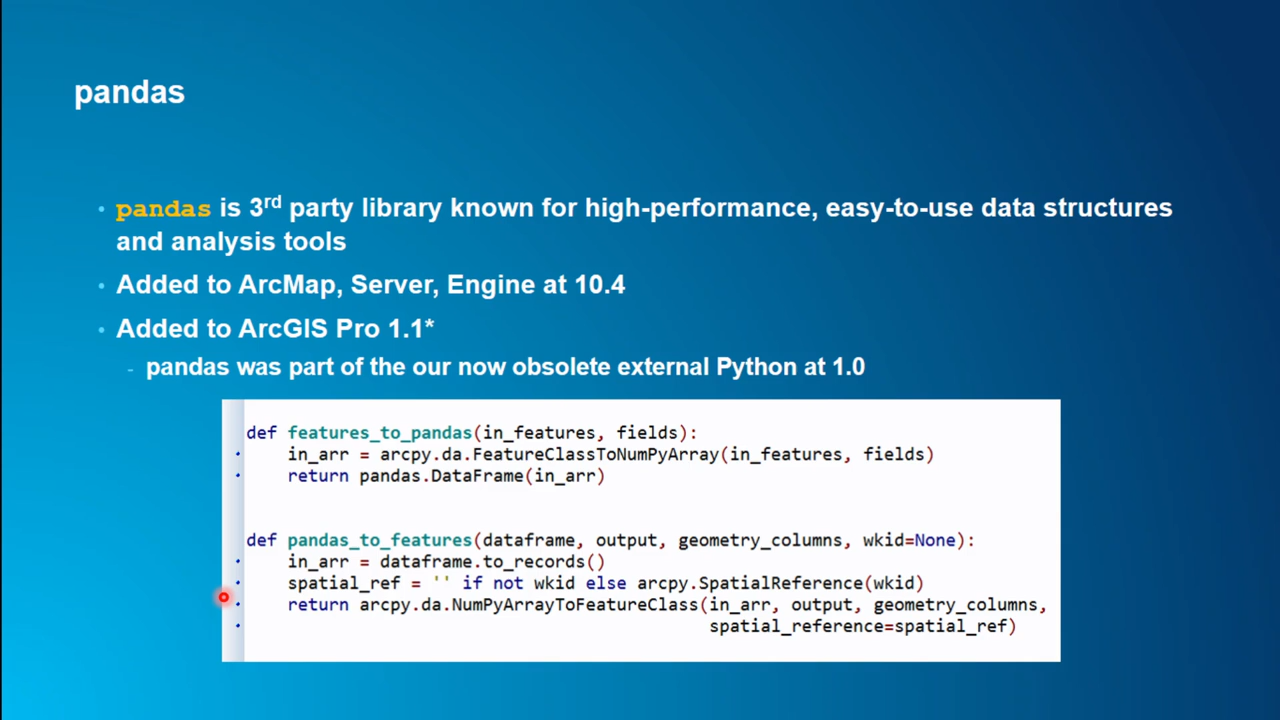 pandas
pandas is 3rd party library known for high-performance, easy-to-use data structures
and analysis tools
Added to ArcMap, Server, Engine at 10.4
Added to ArcGIS Pro 1.1*
pandas was part of the our now obsolete external Python at 1.0
def features_to_pandas(in_features, fields):
    in_arr = arcpy.da.FeatureClassToNumPyArray(in_features, fields)
    return pandas.DataFrame(in_arr)
def pandas_to_features(dataframe, output, geometry_columns, wkid=None):
    in_arr = dataframe.to_records()
    spatial_ref = '' if not wkid else arcpy.SpatialReference(wkid)
    return arcpy.da.NumPyArrayToFeatureClass(in_arr, output, geometry_columns,
                                             spatial_reference=spatial_ref)